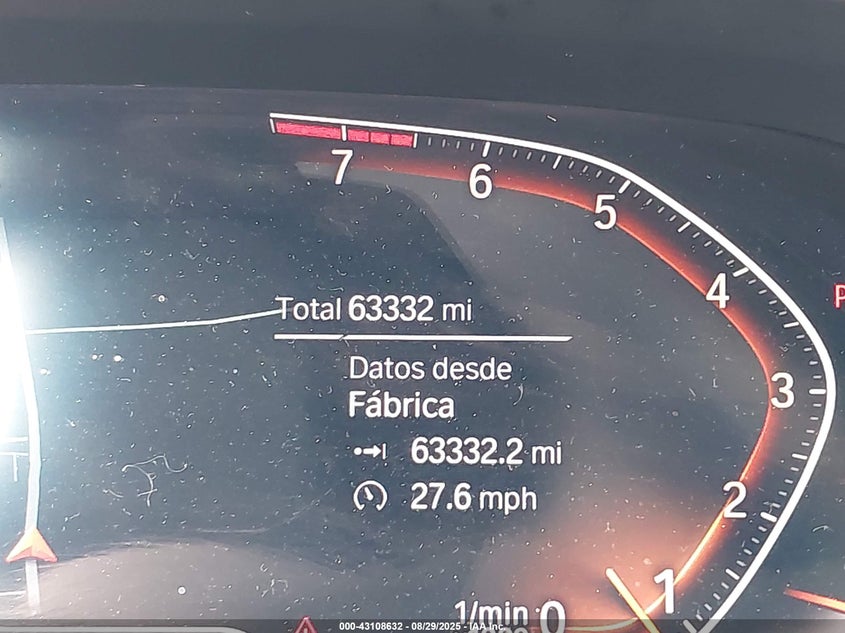 7
6
5
4
P
Total 63332 mi
Datos desde
Fábrica
3
63332.2 mi
27.6 mph
2
1
1/min 0
000-43108632 - 08/29/2025 - IAA Inc.